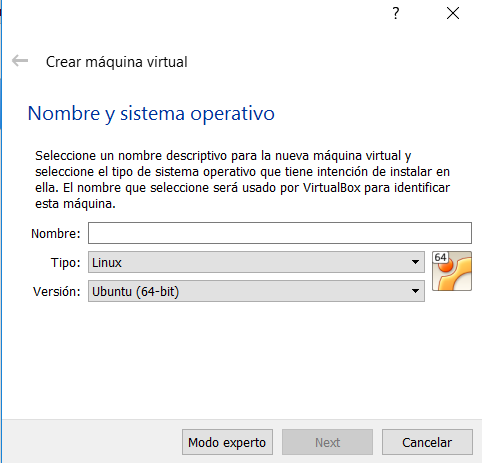 ?
Crear máquina virtual
Nombre y sistema operativo
Seleccione un nombre descriptivo para la nueva máquina virtual y
seleccione el tipo de sistema operativo que tiene intención de instalar en
ella. El nombre que seleccione será usado por VirtualBox para identificar
esta máquina.
Nombre:
Tipo: Linux
64
Versión: Ubuntu (64-bit)
Modo experto Next Cancelar